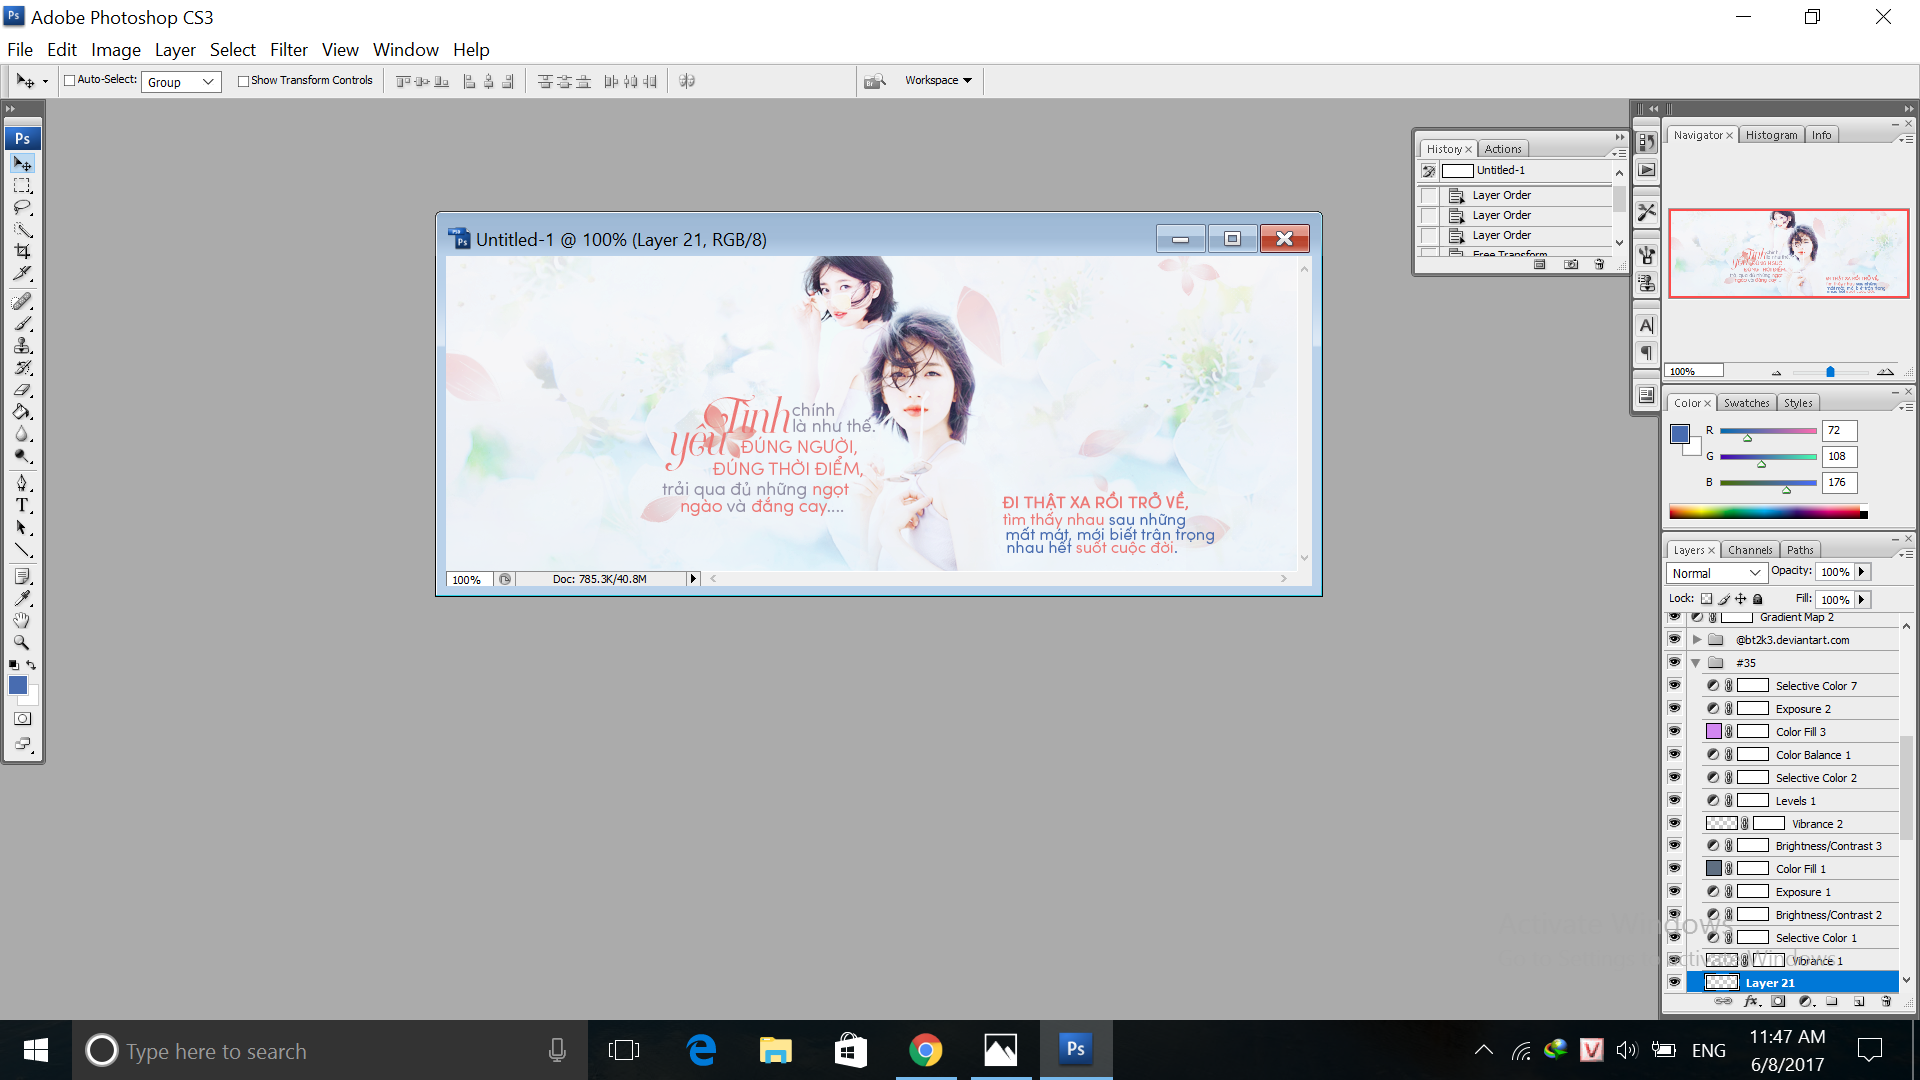 Ps Adobe Photoshop CS3
File Edit Image Layer Select Filter View Window Help
Auto-Select: Group Show Transform Controls Workspace
Ps
Untitled-1 @ 100% (Layer 21, RGB/8)
Tình yêu
chính
là như thế.
ĐÚNG NGƯỜI,
ĐÚNG THỜI ĐIỂM,
trải qua đủ những ngọt
ngào và đắng cay....
ĐI THẬT XA RỒI TRỞ VỀ,
tìm thấy nhau sau những
mất mát, mới biết trân trọng
nhau hết suốt cuộc đời.
100% Doc: 785.3K/40.8M
History Actions
Untitled-1
Layer Order
Layer Order
Layer Order
Free Transform
Navigator Histogram Info
100%
Color Swatches Styles
R 72
G 108
B 176
Layers Channels Paths
Normal Opacity: 100%
Lock: Fill: 100%
Gradient Map 2
@bt2k3.deviantart.com
#35
Selective Color 7
Exposure 2
Color Fill 3
Color Balance 1
Selective Color 2
Levels 1
Vibrance 2
Brightness/Contrast 3
Color Fill 1
Exposure 1
Brightness/Contrast 2
Selective Color 1
Vibrance 1
Layer 21
Activate Windows
Type here to search
Ps
ENG
11:47 AM
6/8/2017